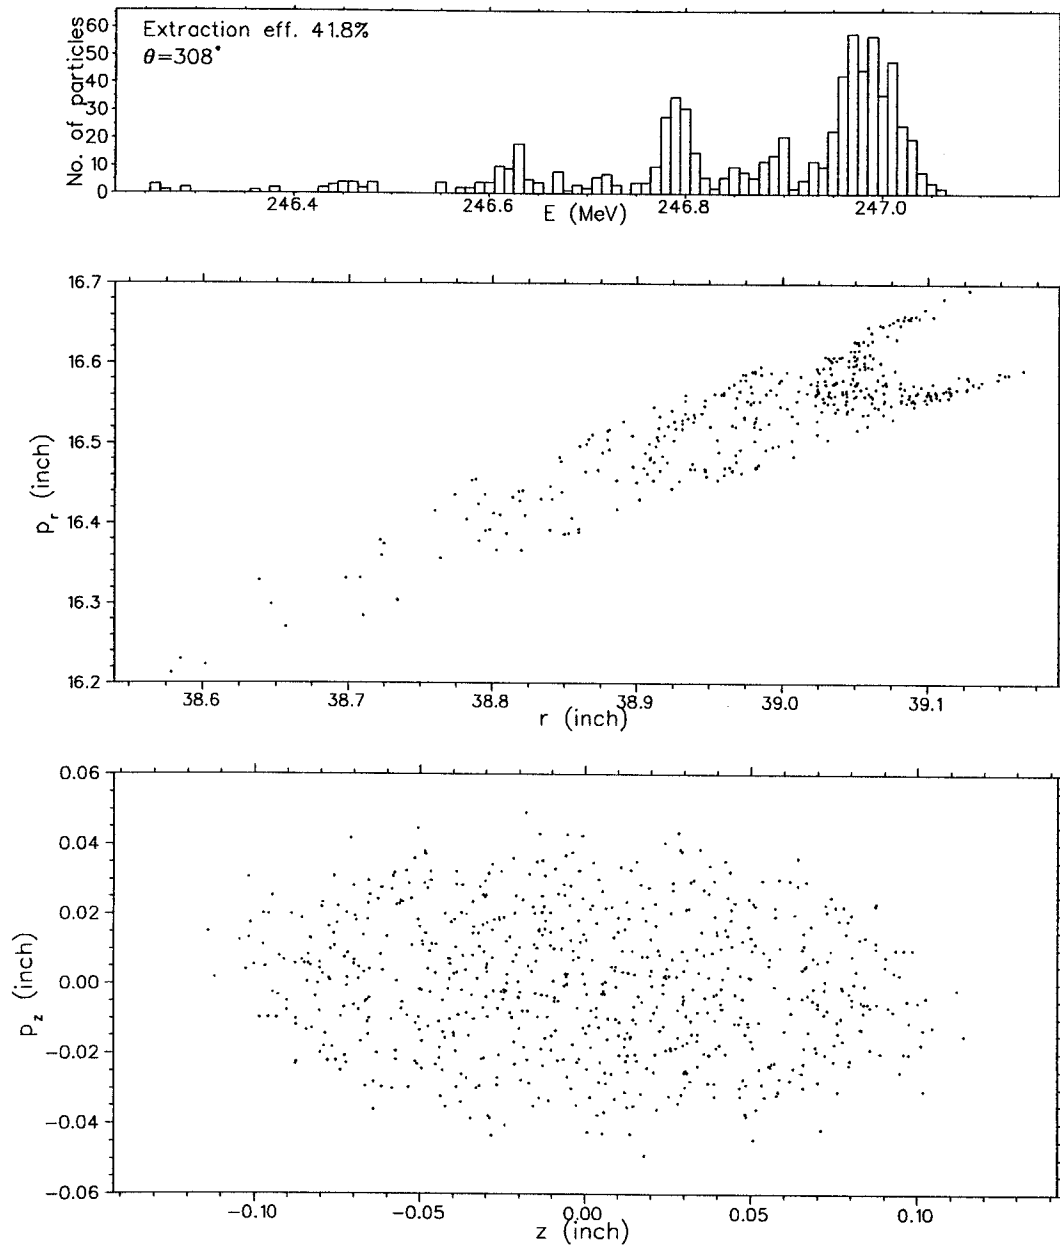 Extraction eff. 41.8%
θ=308°
No. of particles
60
50
40
30
20
10
0
246.4 246.6 246.8 247.0
E (MeV)
16.7
16.6
16.5
16.4
16.3
16.2
p_r (inch)
38.6 38.7 38.8 38.9 39.0 39.1
r (inch)
0.06
0.04
0.02
0.00
−0.02
−0.04
−0.06
p_z (inch)
−0.10 −0.05 0.00 0.05 0.10
z (inch)